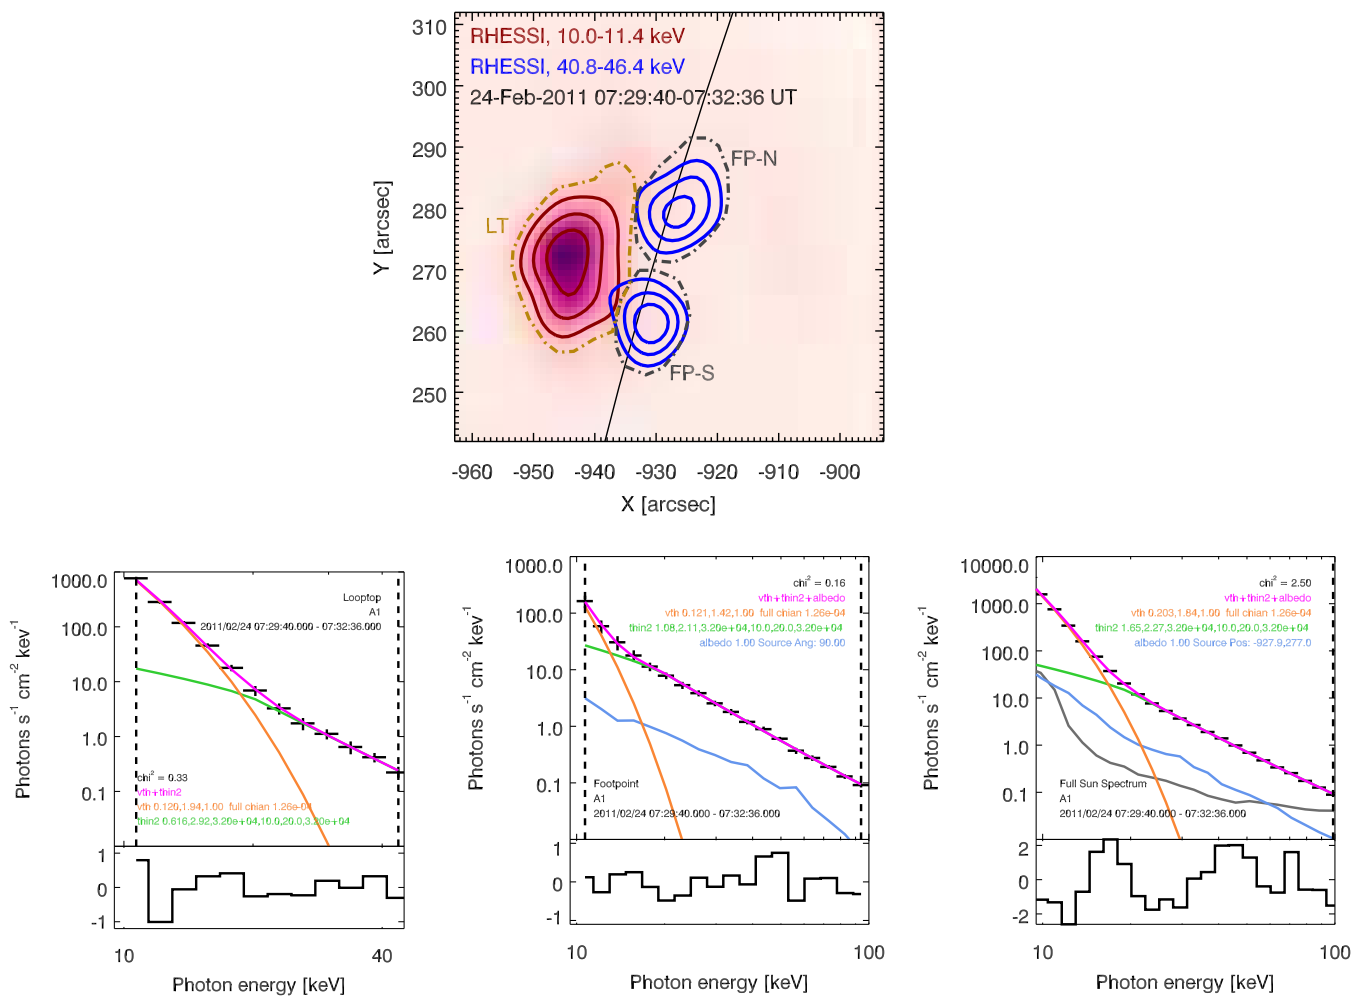 RHESSI, 10.0-11.4 keV
RHESSI, 40.8-46.4 keV
24-Feb-2011 07:29:40-07:32:36 UT
FP-N
LT
FP-S
310
300
290
280
270
260
250
Y [arcsec]
-960 -950 -940 -930 -920 -910 -900
X [arcsec]
1000.0
100.0
10.0
1.0
0.1
Photons s⁻¹ cm⁻² kev⁻¹
Looptop
A1
2011/02/24 07:29:40.000 - 07:32:36.000
chi² = 0.33
vth+thin2
vth 0.120,1.94,1.00 full chian 1.26e-04
thin2 0.616,2.92,3.20e+04,10.0,20.0,3.20e+04
1
0
-1
10 40
Photon energy [keV]
1000.0
100.0
10.0
1.0
0.1
Photons s⁻¹ cm⁻² kev⁻¹
chi² = 0.16
vth+thin2+albedo
vth 0.121,1.42,1.00 full chian 1.26e-04
thin2 1.08,2.11,3.20e+04,10.0,20.0,3.20e+04
albedo 1.00 Source Ang: 90.00
Footpoint
A1
2011/02/24 07:29:40.000 - 07:32:36.000
1
0
-1
10 100
Photon energy [keV]
10000.0
1000.0
100.0
10.0
1.0
0.1
Photons s⁻¹ cm⁻² kev⁻¹
chi² = 2.50
vth+thin2+albedo
vth 0.203,1.84,1.00 full chian 1.26e-04
thin2 1.65,2.27,3.20e+04,10.0,20.0,3.20e+04
albedo 1.00 Source Pos: -927.9,277.0
Full Sun Spectrum
A1
2011/02/24 07:29:40.000 - 07:32:36.000
2
0
-2
10 100
Photon energy [keV]